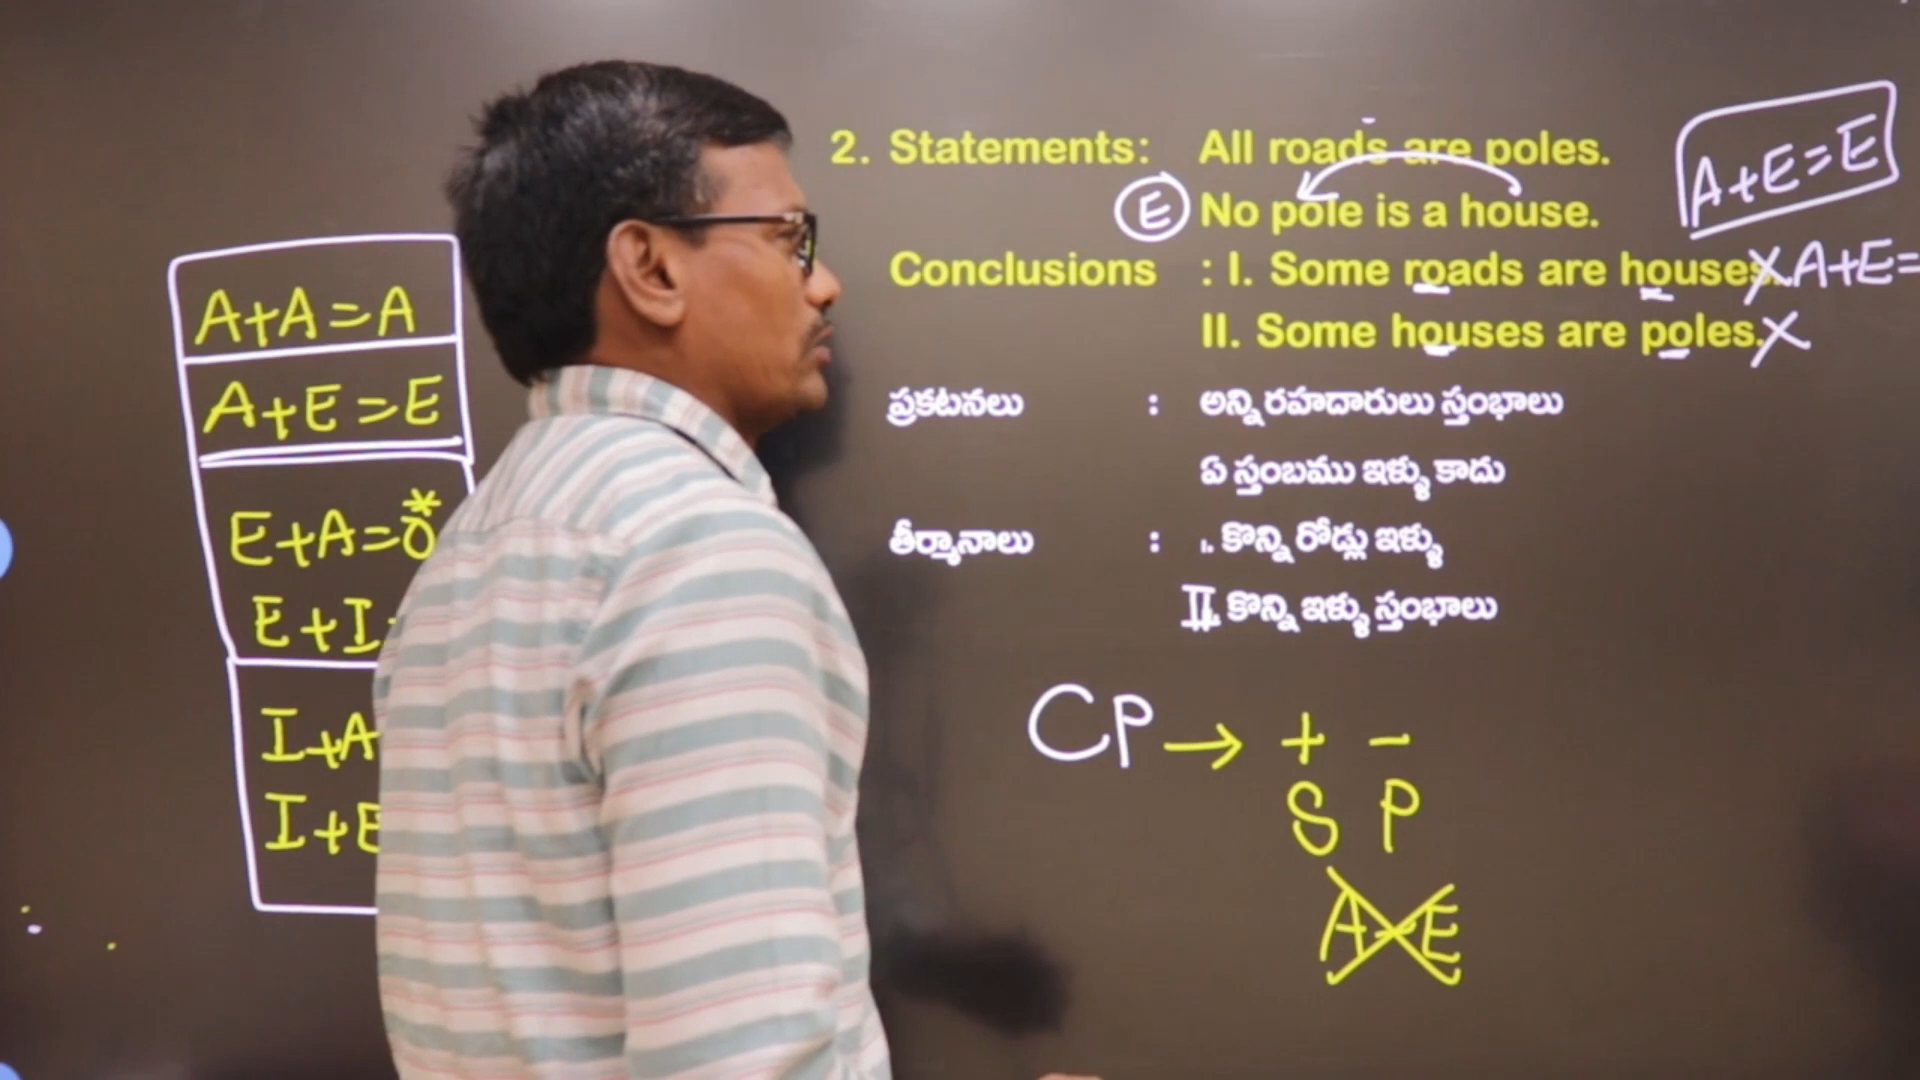 A+A=A
A+E=E
E+A=O*
E+I
I+A
I+E
2. Statements: All roads are poles.
A+E=E
(E) No pole is a house.
Conclusions : I. Some roads are houses. X A+E=
II. Some houses are poles. X
ప్రకటనలు : అన్ని రహదారులు స్తంభాలు
ఏ స్తంబము ఇళ్ళు కాదు
తీర్మానాలు : ı. కొన్ని రోడ్లు ఇళ్ళు
II. కొన్ని ఇళ్ళు స్తంభాలు
CP → + -
S P
A E